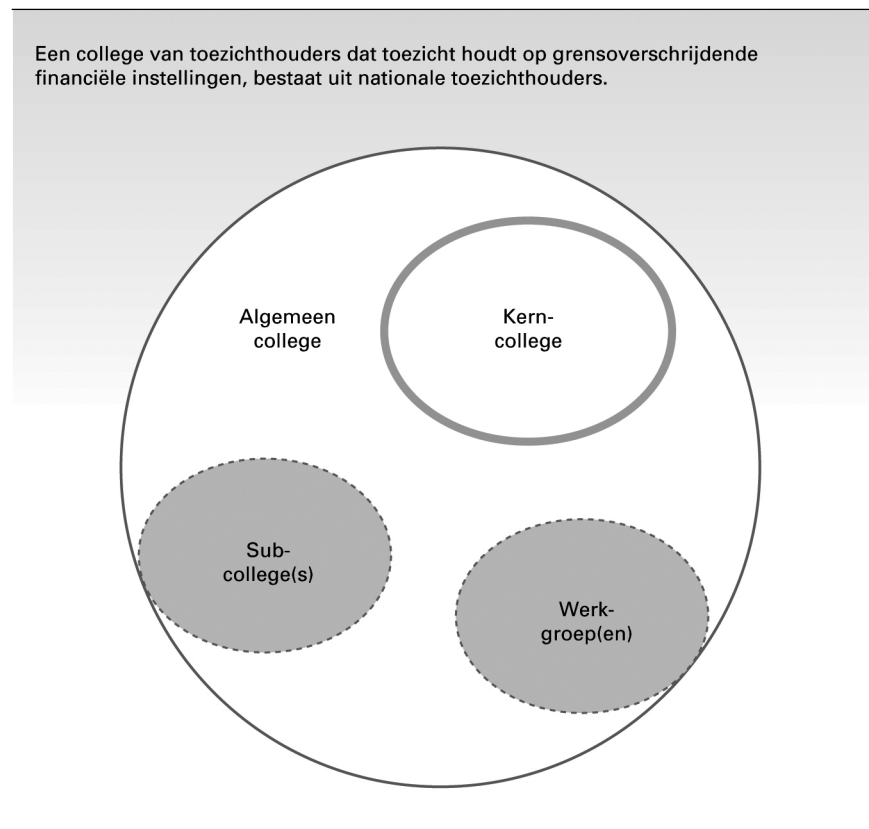 Een college van toezichthouders dat toezicht houdt op grensoverschrijdende
financiële instellingen, bestaat uit nationale toezichthouders.
Algemeen
college
Kern-
college
Sub-
college(s)
Werk-
groep(en)